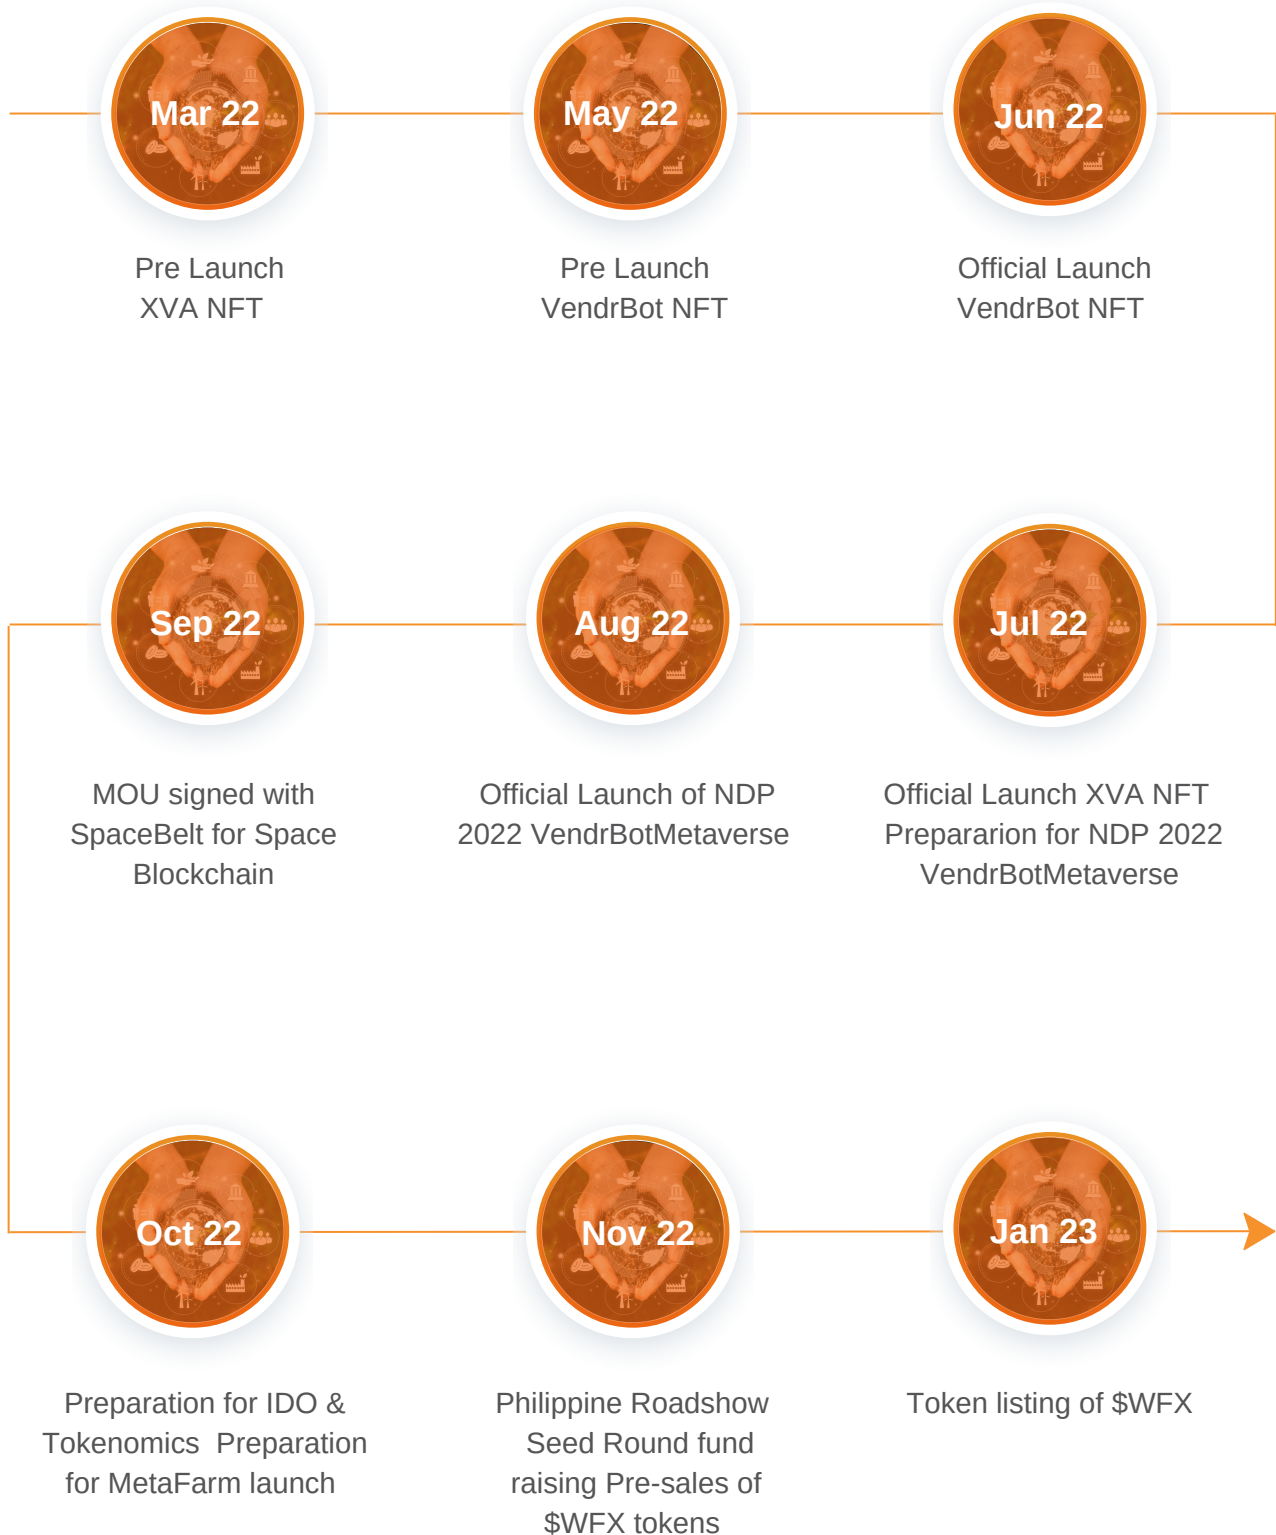 Mar 22
Pre Launch
XVA NFT
May 22
Pre Launch
VendrBot NFT
Jun 22
Official Launch
VendrBot NFT
Jul 22
Official Launch XVA NFT
Prepararion for NDP 2022
VendrBotMetaverse
Aug 22
Official Launch of NDP
2022 VendrBotMetaverse
Sep 22
MOU signed with
SpaceBelt for Space
Blockchain
Oct 22
Preparation for IDO &
Tokenomics  Preparation
for MetaFarm launch
Nov 22
Philippine Roadshow
Seed Round fund
raising Pre-sales of
$WFX tokens
Jan 23
Token listing of $WFX